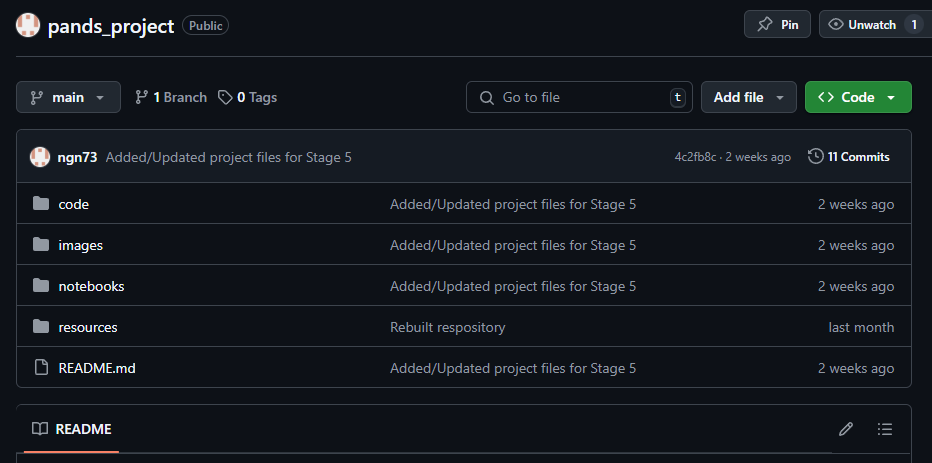 pands_project Public Pin Unwatch 1
main 1 Branch 0 Tags Go to file t Add file Code
ngn73 Added/Updated project files for Stage 5 4c2fb8c · 2 weeks ago 11 Commits
code Added/Updated project files for Stage 5 2 weeks ago
images Added/Updated project files for Stage 5 2 weeks ago
notebooks Added/Updated project files for Stage 5 2 weeks ago
resources Rebuilt respository last month
README.md Added/Updated project files for Stage 5 2 weeks ago
README